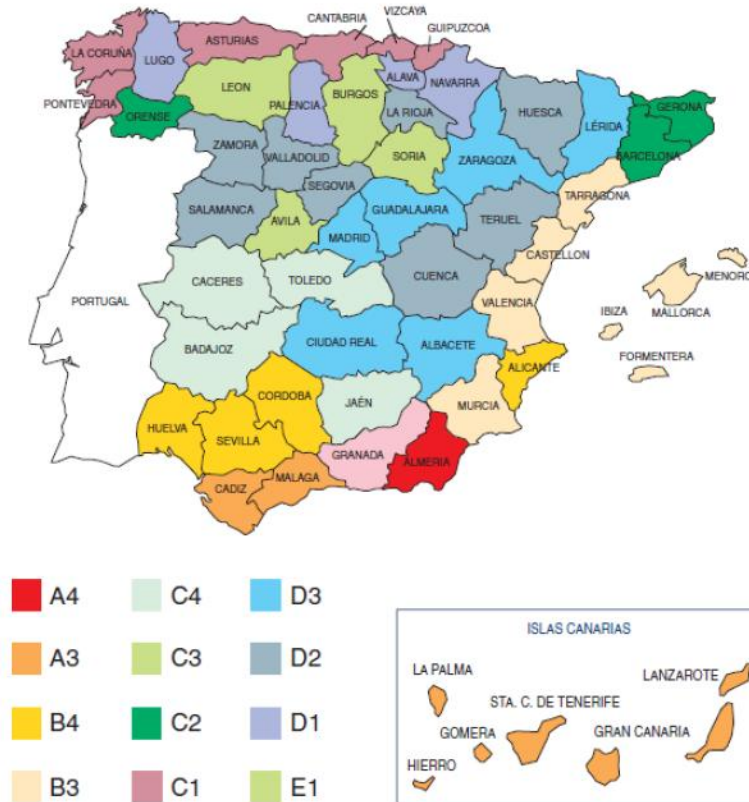 CANTABRIA
VIZCAYA
GUIPUZCOA
LA CORUÑA
LUGO
ASTURIAS
PONTEVEDRA
ORENSE
LEON
PALENCIA
BURGOS
ALAVA
NAVARRA
LA RIOJA
HUESCA
LÉRIDA
GERONA
BARCELONA
ZAMORA
VALLADOLID
SORIA
ZARAGOZA
SEGOVIA
TARRAGONA
SALAMANCA
AVILA
MADRID
GUADALAJARA
TERUEL
CASTELLON
MENORC
PORTUGAL
CACERES
TOLEDO
CUENCA
VALENCIA
IBIZA
MALLORCA
BADAJOZ
CIUDAD REAL
ALBACETE
FORMENTERA
ALICANTE
HUELVA
CORDOBA
JAÉN
MURCIA
SEVILLA
GRANADA
ALMERIA
CADIZ
MALAGA
A4 C4 D3
A3 C3 D2
B4 C2 D1
B3 C1 E1
ISLAS CANARIAS
LA PALMA
LANZAROTE
STA. C. DE TENERIFE
GOMERA
GRAN CANARIA
HIERRO